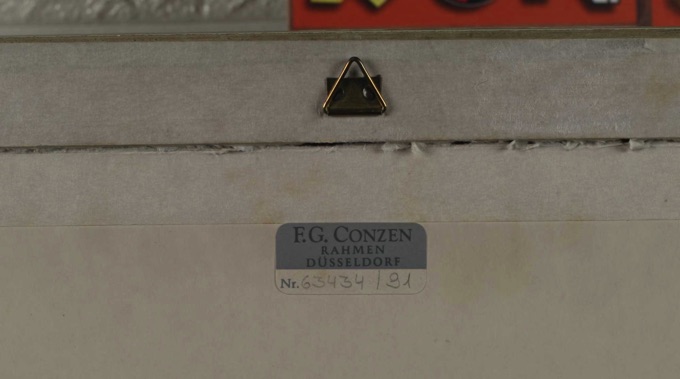 F.G. CONZEN
RAHMEN
DÜSSELDORF
Nr. 63434 / 91